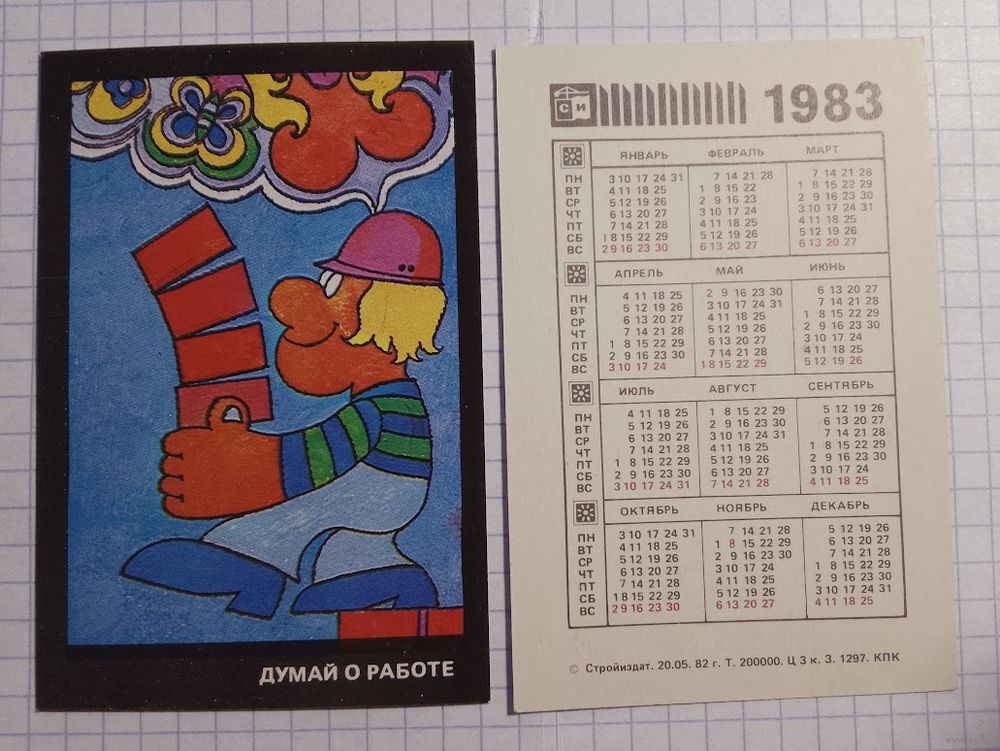 ДУМАЙ О РАБОТЕ
СИ 1983
ЯНВАРЬ ФЕВРАЛЬ МАРТ
ПН 3 10 17 24 31 7 14 21 28 7 14 21 28
ВТ 4 11 18 25 1 8 15 22 1 8 15 22 29
СР 5 12 19 26 2 9 16 23 2 9 16 23 30
ЧТ 6 13 20 27 3 10 17 24 3 10 17 24 31
ПТ 7 14 21 28 4 11 18 25 4 11 18 25
СБ 1 8 15 22 29 5 12 19 26 5 12 19 26
ВС 2 9 16 23 30 6 13 20 27 6 13 20 27
АПРЕЛЬ МАЙ ИЮНЬ
ПН 4 11 18 25 2 9 16 23 30 6 13 20 27
ВТ 5 12 19 26 3 10 17 24 31 7 14 21 28
СР 6 13 20 27 4 11 18 25 1 8 15 22 29
ЧТ 7 14 21 28 5 12 19 26 2 9 16 23 30
ПТ 1 8 15 22 29 6 13 20 27 3 10 17 24
СБ 2 9 16 23 30 7 14 21 28 4 11 18 25
ВС 3 10 17 24 1 8 15 22 29 5 12 19 26
ИЮЛЬ АВГУСТ СЕНТЯБРЬ
ПН 4 11 18 25 1 8 15 22 29 5 12 19 26
ВТ 5 12 19 26 2 9 16 23 30 6 13 20 27
СР 6 13 20 27 3 10 17 24 31 7 14 21 28
ЧТ 7 14 21 28 4 11 18 25 1 8 15 22 29
ПТ 1 8 15 22 29 5 12 19 26 2 9 16 23 30
СБ 2 9 16 23 30 6 13 20 27 3 10 17 24
ВС 3 10 17 24 31 7 14 21 28 4 11 18 25
ОКТЯБРЬ НОЯБРЬ ДЕКАБРЬ
ПН 3 10 17 24 31 7 14 21 28 5 12 19 26
ВТ 4 11 18 25 1 8 15 22 29 6 13 20 27
СР 5 12 19 26 2 9 16 23 30 7 14 21 28
ЧТ 6 13 20 27 3 10 17 24 1 8 15 22 29
ПТ 7 14 21 28 4 11 18 25 2 9 16 23 30
СБ 1 8 15 22 29 5 12 19 26 3 10 17 24 31
ВС 2 9 16 23 30 6 13 20 27 4 11 18 25
© Стройиздат. 20.05. 82 г. Т. 200000. Ц 3 к. З. 1297. КПК